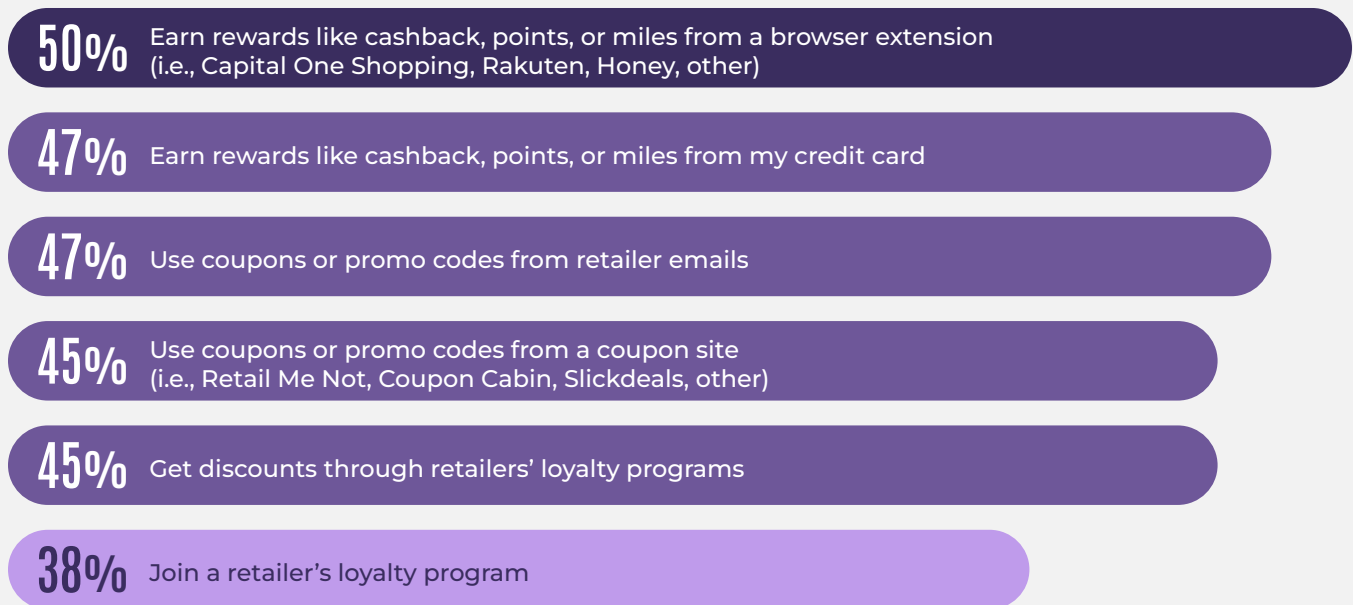 50%
Earn rewards like cashback, points, or miles from a browser extension
(i.e., Capital One Shopping, Rakuten, Honey, other)
47%
Earn rewards like cashback, points, or miles from my credit card
47%
Use coupons or promo codes from retailer emails
45%
Use coupons or promo codes from a coupon site
(i.e., Retail Me Not, Coupon Cabin, Slickdeals, other)
45%
Get discounts through retailers’ loyalty programs
38%
Join a retailer’s loyalty program